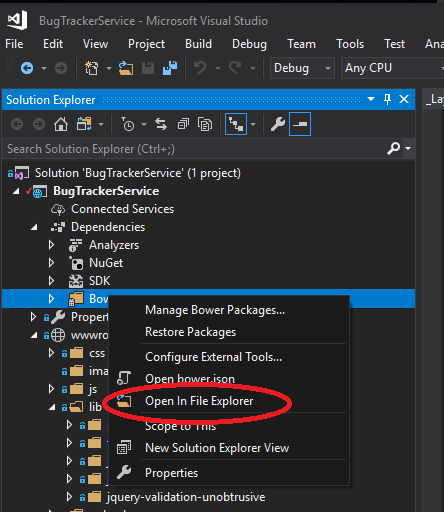 BugTrackerService - Microsoft Visual Studio
File Edit View Project Build Debug Team Tools Test
Debug Any CPU
Solution Explorer
Search Solution Explorer (Ctrl+;)
Solution 'BugTrackerService' (1 project)
BugTrackerService
Connected Services
Dependencies
Analyzers
NuGet
SDK
Bow
Propert
wwwro
css
ima
js
lib
Manage Bower Packages...
Restore Packages
Configure External Tools...
Open bower.json
Open In File Explorer
Scope to This
New Solution Explorer View
Properties
jquery-validation-unobtrusive